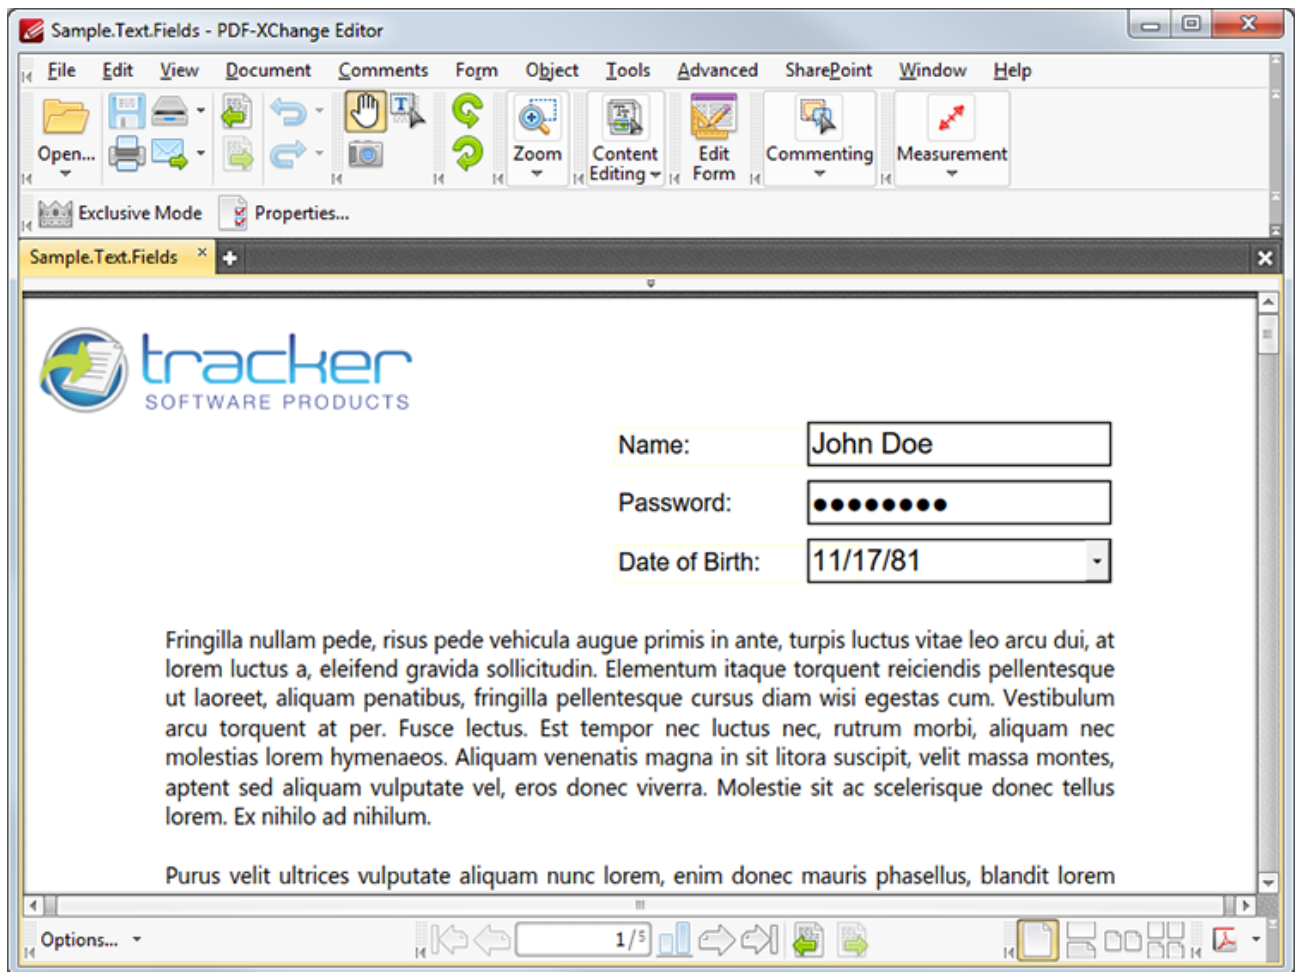 Sample.Text.Fields - PDF-XChange Editor
File Edit View Document Comments Form Object Tools Advanced SharePoint Window Help
Open... Zoom Content Editing Edit Form Commenting Measurement
Exclusive Mode Properties...
Sample.Text.Fields
tracker
SOFTWARE PRODUCTS
Name: John Doe
Password: ●●●●●●●●
Date of Birth: 11/17/81
Fringilla nullam pede, risus pede vehicula augue primis in ante, turpis luctus vitae leo arcu dui, at
lorem luctus a, eleifend gravida sollicitudin. Elementum itaque torquent reiciendis pellentesque
ut laoreet, aliquam penatibus, fringilla pellentesque cursus diam wisi egestas cum. Vestibulum
arcu torquent at per. Fusce lectus. Est tempor nec luctus nec, rutrum morbi, aliquam nec
molestias lorem hymenaeos. Aliquam venenatis magna in sit litora suscipit, velit massa montes,
aptent sed aliquam vulputate vel, eros donec viverra. Molestie sit ac scelerisque donec tellus
lorem. Ex nihilo ad nihilum.
Purus velit ultrices vulputate aliquam nunc lorem, enim donec mauris phasellus, blandit lorem
Options... 1/5